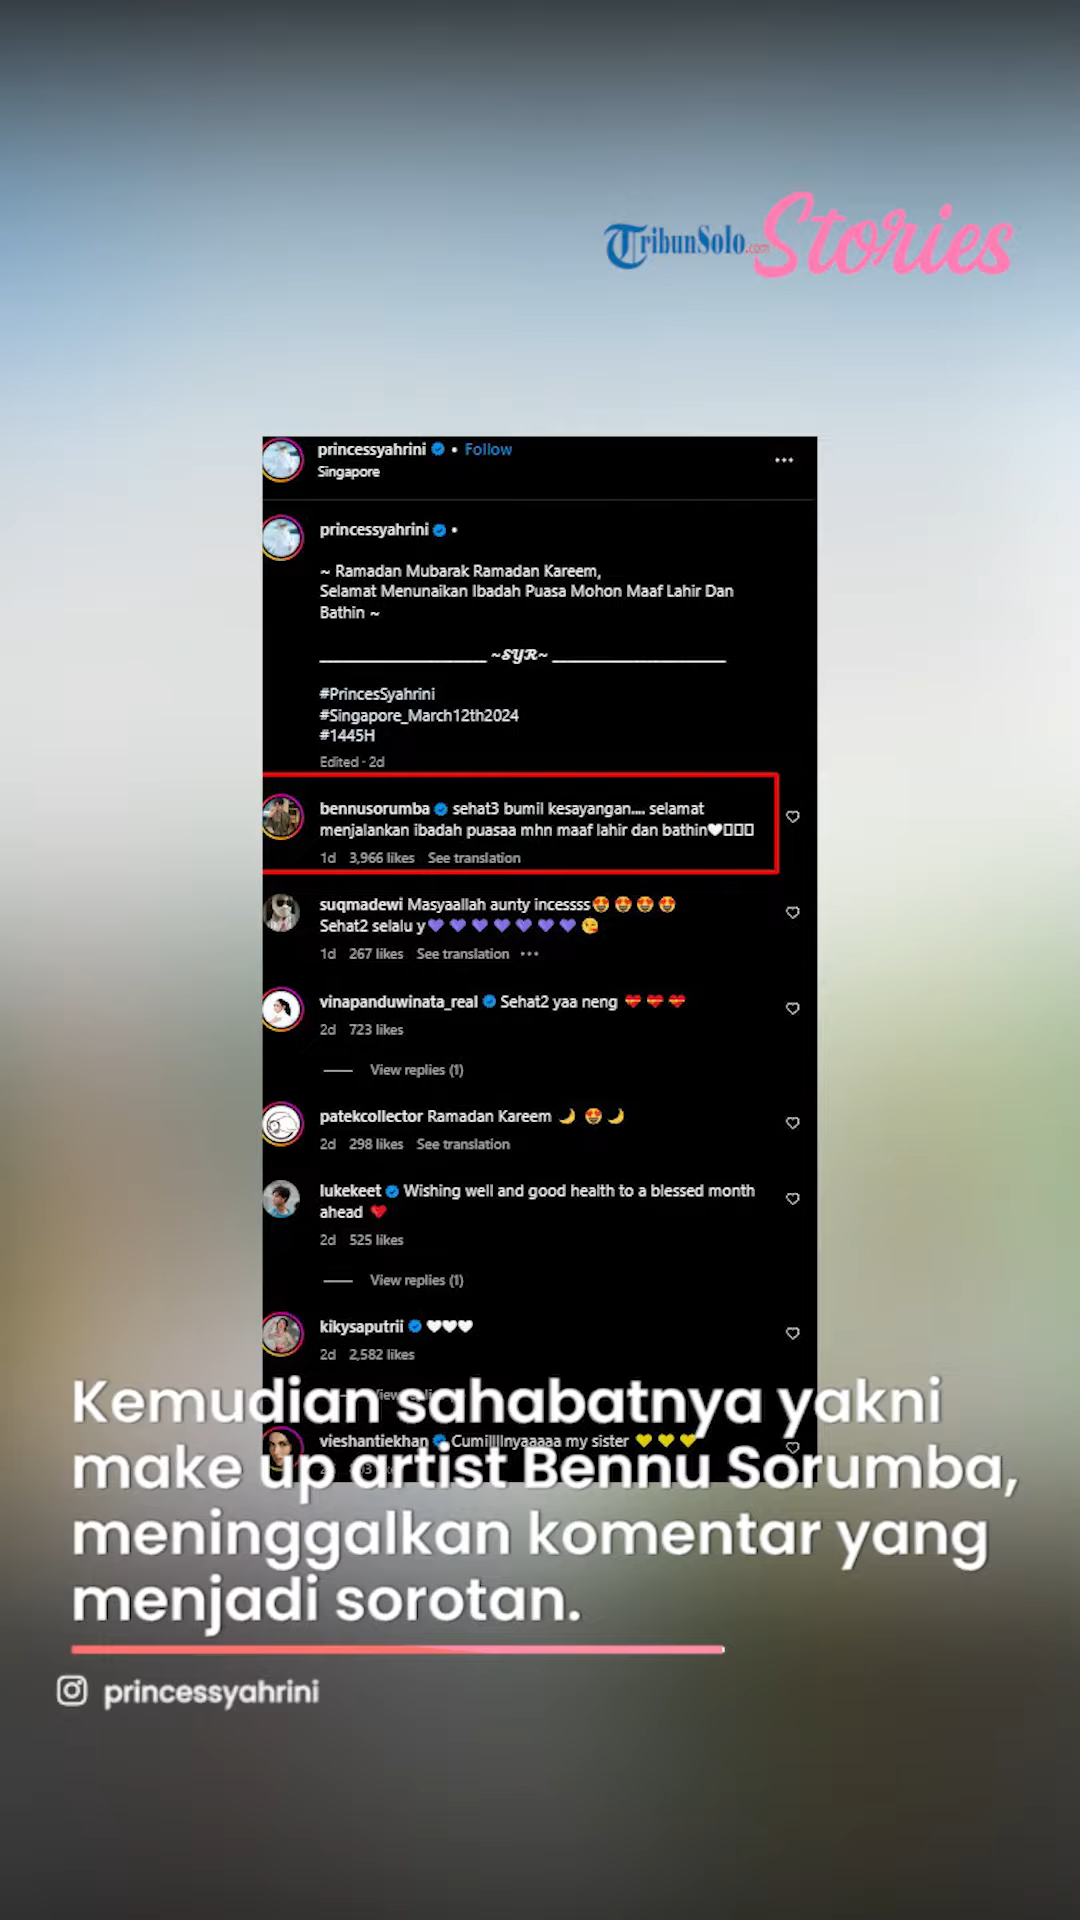 TribunSolo.com Stories
princessyahrini • Follow
Singapore
princessyahrini •
~ Ramadan Mubarak Ramadan Kareem,
Selamat Menunaikan Ibadah Puasa Mohon Maaf Lahir Dan
Bathin ~
____________________ ~SYR~ ____________________
#PrincesSyahrini
#Singapore_March12th2024
#1445H
Edited · 2d
bennusorumba sehat3 bumil kesayangan.... selamat
menjalankan ibadah puasaa mhn maaf lahir dan bathin🤍▯▯▯
1d 3,966 likes See translation
suqmadewi Masyaallah aunty incessss😍😍😍😍
Sehat2 selalu y💜💜💜💜💜💜💜😘
1d 267 likes See translation •••
vinapanduwinata_real Sehat2 yaa neng 💝💝💝
2d 723 likes
View replies (1)
patekcollector Ramadan Kareem 🌙😍🌙
2d 298 likes See translation
lukekeet Wishing well and good health to a blessed month
ahead ❤️
2d 525 likes
View replies (1)
kikysaputrii 🤍🤍🤍
2d 2,582 likes
vieshantiekhan Cumillllnyaaaaa my sister 💛💛💛
Kemudian sahabatnya yakni
make up artist Bennu Sorumba,
meninggalkan komentar yang
menjadi sorotan.
princessyahrini